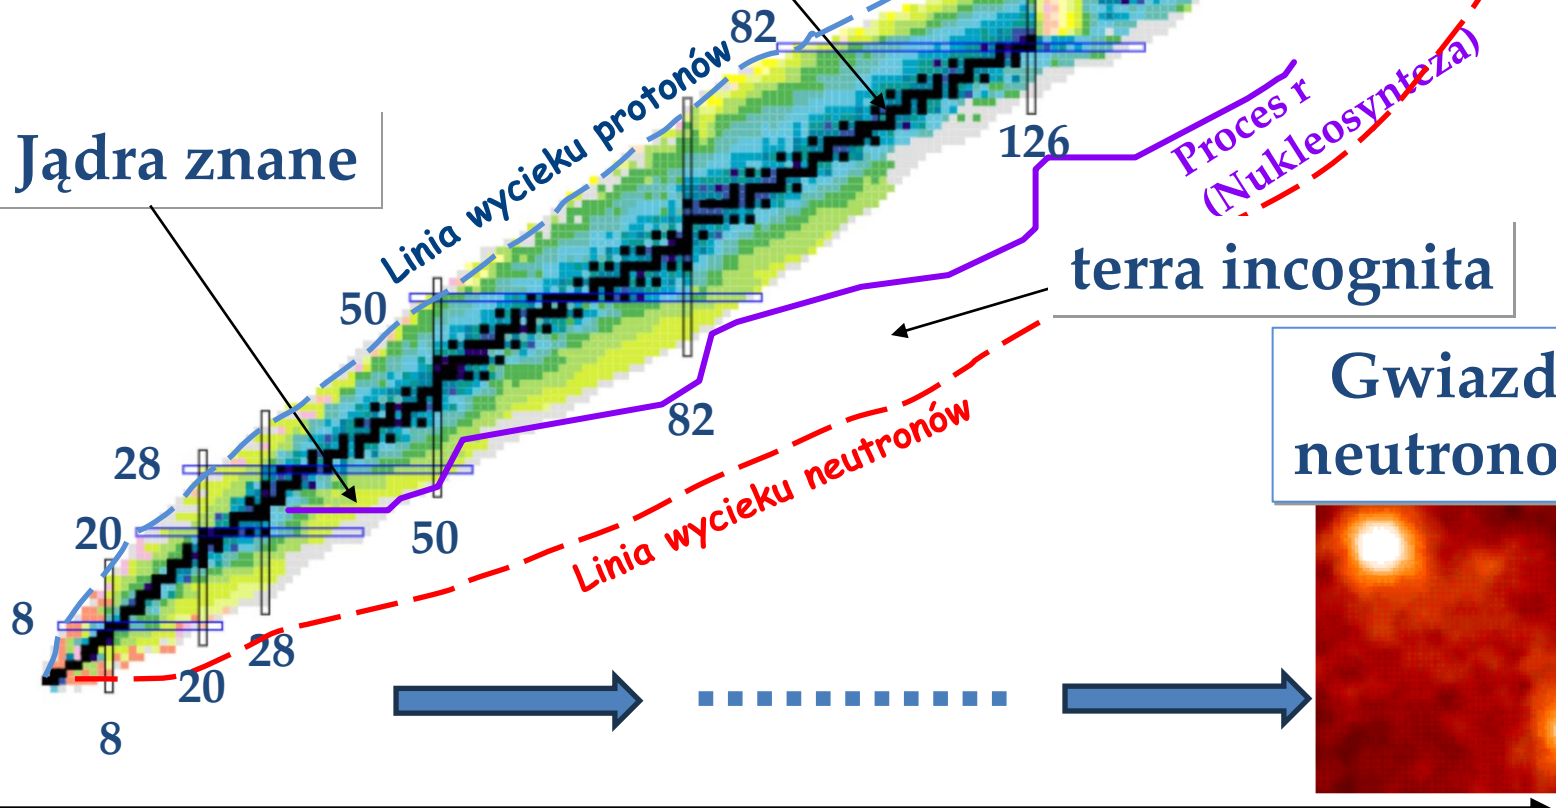 82
Linia wycieku protonów
Jądra znane
126
Proces r
(Nukleosynteza)
terra incognita
50
Gwiazd
neutrono
82
Linia wycieku neutronów
28
20
50
8
28
20
8